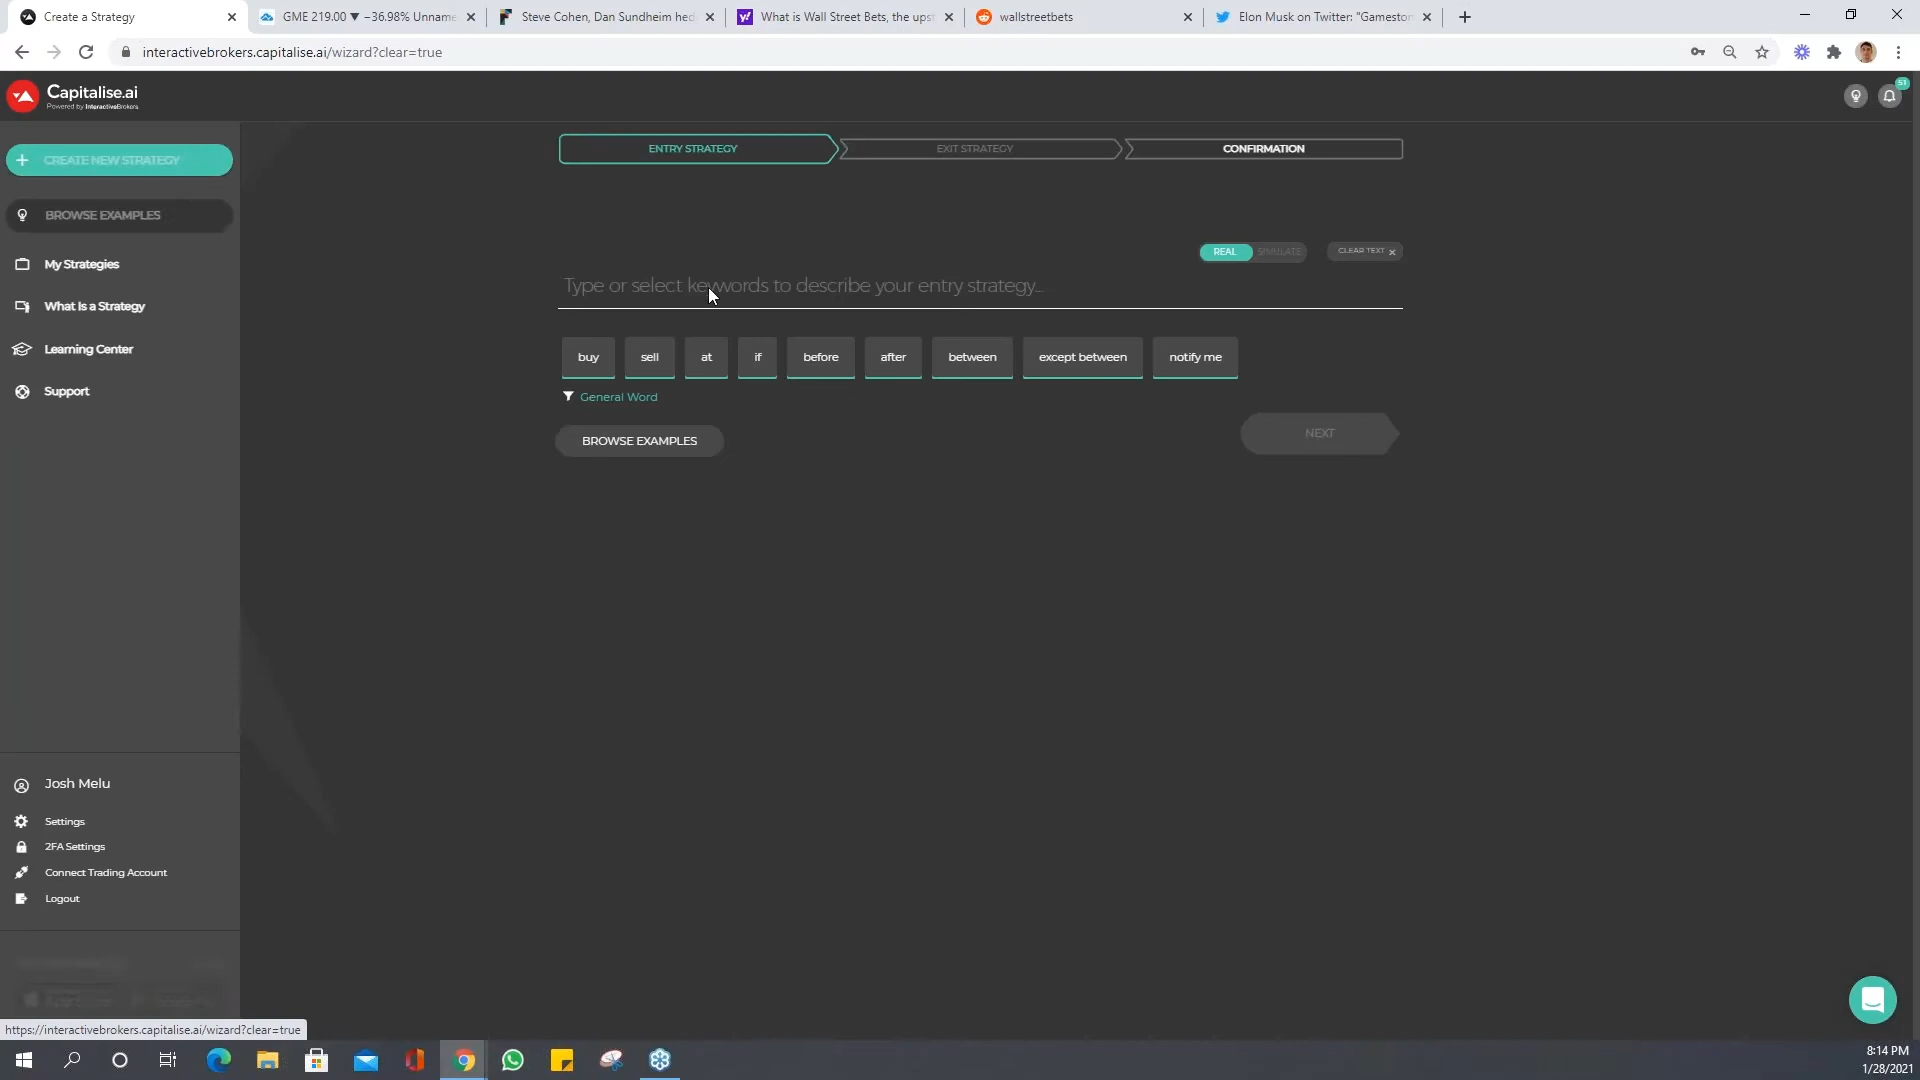 Create a Strategy
GME 219.00 ▼ −36.98% Unname
Steve Cohen, Dan Sundheim hed
What is Wall Street Bets, the ups
wallstreetbets
Elon Musk on Twitter: "Gameston
interactivebrokers.capitalise.ai/wizard?clear=true
Capitalise.ai
Powered by InteractiveBrokers
51
CREATE NEW STRATEGY
BROWSE EXAMPLES
My Strategies
What Is a Strategy
Learning Center
Support
ENTRY STRATEGY
EXIT STRATEGY
CONFIRMATION
REAL
SIMULATE
CLEAR TEXT ×
Type or select keywords to describe your entry strategy...
buy
sell
at
if
before
after
between
except between
notify me
General Word
BROWSE EXAMPLES
NEXT
Josh Melu
Settings
2FA Settings
Connect Trading Account
Logout
https://interactivebrokers.capitalise.ai/wizard?clear=true
8:14 PM
1/28/2021